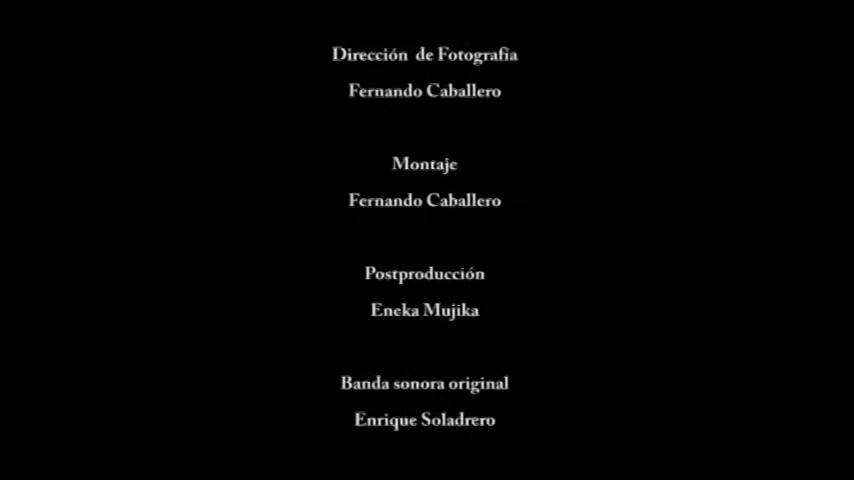 Dirección de Fotografía
Fernando Caballero
Montaje
Fernando Caballero
Postproducción
Eneka Mujika
Banda sonora original
Enrique Soladrero